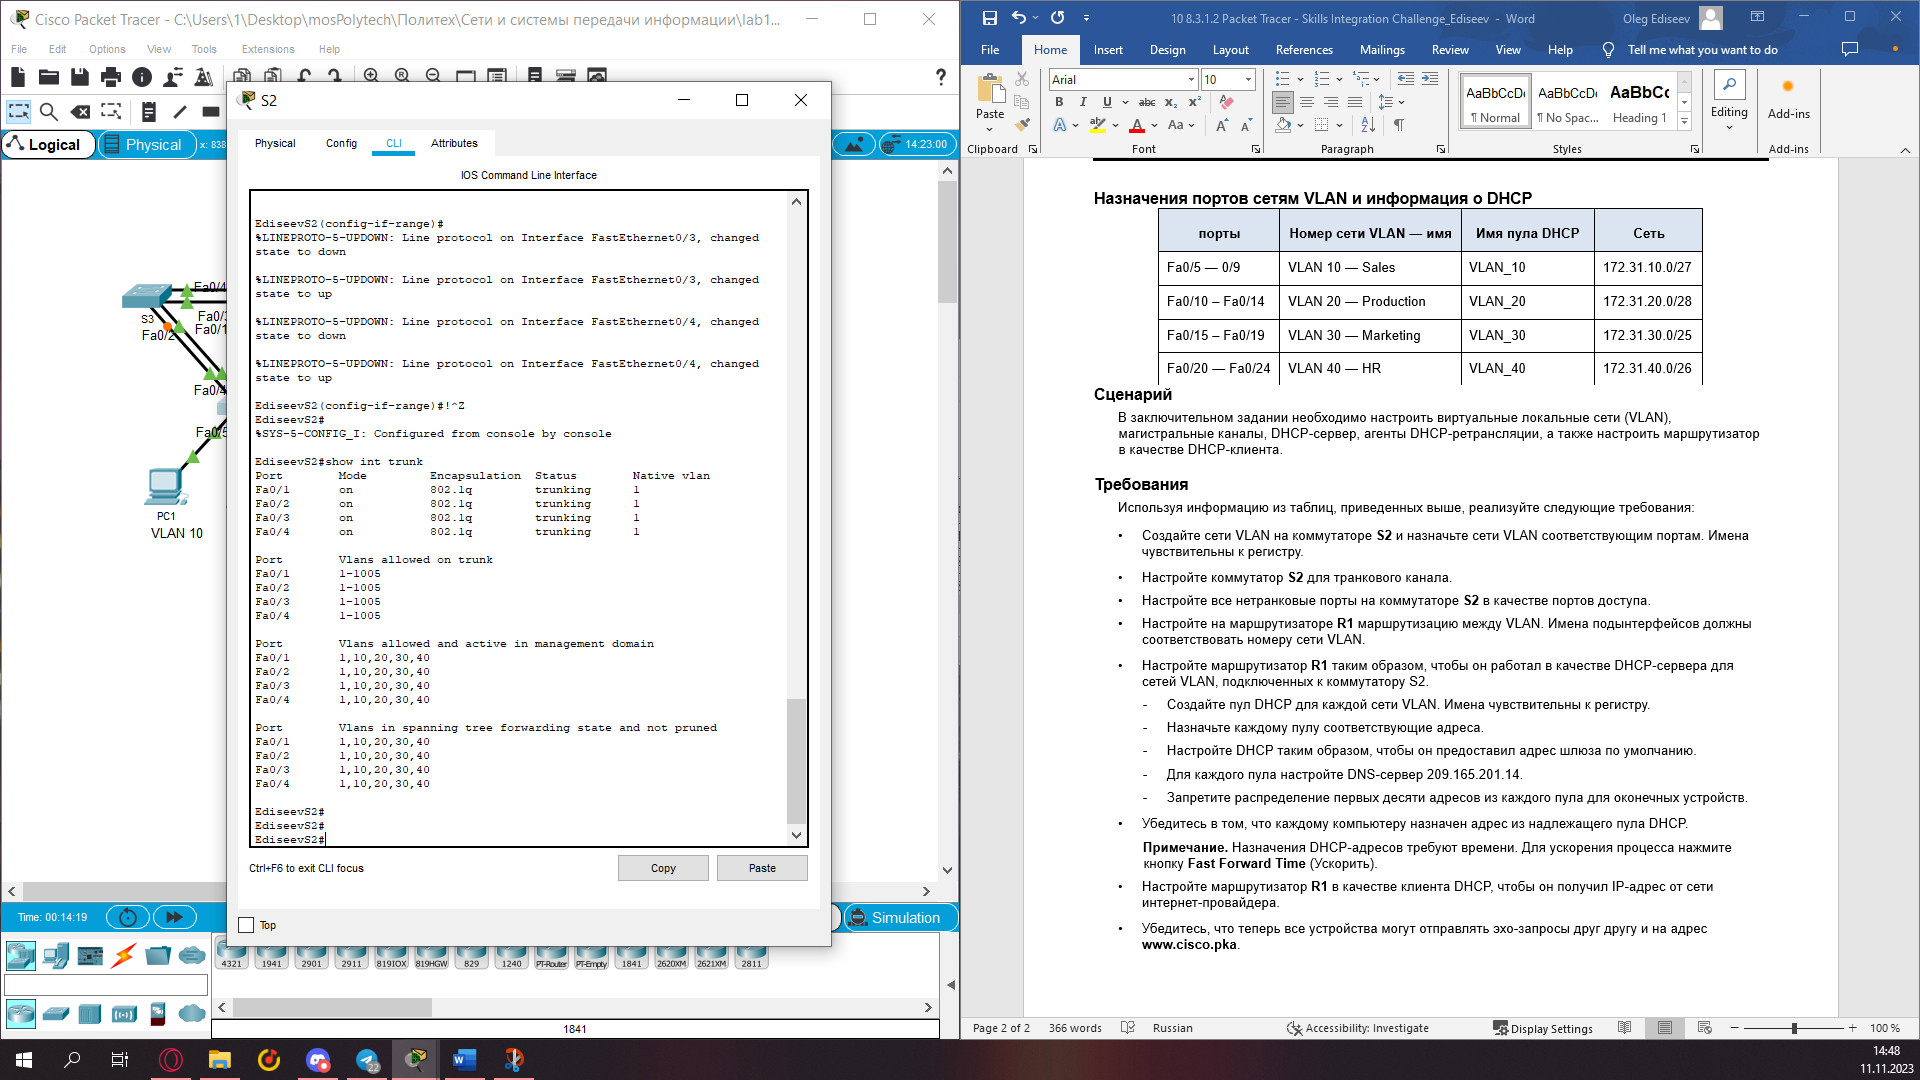 Cisco Packet Tracer - C:\Users\1\Desktop\mosPolytech\Политех\Сети и системы передачи информации\lab1...
File Edit Options View Tools Extensions Help
Logical
Physical
x: 838
14:23:00
S3
Fa0/2
Fa0/4
PC1
VLAN 10
S2
Physical Config CLI Attributes
IOS Command Line Interface
EdiseevS2(config-if-range)#
%LINEPROTO-5-UPDOWN: Line protocol on Interface FastEthernet0/3, changed
state to down
%LINEPROTO-5-UPDOWN: Line protocol on Interface FastEthernet0/3, changed
state to up
%LINEPROTO-5-UPDOWN: Line protocol on Interface FastEthernet0/4, changed
state to down
%LINEPROTO-5-UPDOWN: Line protocol on Interface FastEthernet0/4, changed
state to up
EdiseevS2(config-if-range)#!^Z
EdiseevS2#
%SYS-5-CONFIG_I: Configured from console by console
EdiseevS2#show int trunk
Port Mode Encapsulation Status Native vlan
Fa0/1 on 802.1q trunking 1
Fa0/2 on 802.1q trunking 1
Fa0/3 on 802.1q trunking 1
Fa0/4 on 802.1q trunking 1
Port Vlans allowed on trunk
Fa0/1 1-1005
Fa0/2 1-1005
Fa0/3 1-1005
Fa0/4 1-1005
Port Vlans allowed and active in management domain
Fa0/1 1,10,20,30,40
Fa0/2 1,10,20,30,40
Fa0/3 1,10,20,30,40
Fa0/4 1,10,20,30,40
Port Vlans in spanning tree forwarding state and not pruned
Fa0/1 1,10,20,30,40
Fa0/2 1,10,20,30,40
Fa0/3 1,10,20,30,40
Fa0/4 1,10,20,30,40
EdiseevS2#
EdiseevS2#
EdiseevS2#
Ctrl+F6 to exit CLI focus
Copy
Paste
Top
Time: 00:14:19
Simulation
4321 1941 2901 2911 819IOX 819HGW 829 1240 PT-Router PT-Empty 1841 2620XM 2621XM 2811
1841
10 8.3.1.2 Packet Tracer - Skills Integration Challenge_Ediseev - Word
Oleg Ediseev
File Home Insert Design Layout References Mailings Review View Help Tell me what you want to do
Paste
Arial
10
B I U abc x₂ x²
AaBbCcDı AaBbCcDı AaBbCc
¶ Normal ¶ No Spac... Heading 1
Editing
Add-ins
Clipboard Font Paragraph Styles Add-ins
Назначения портов сетям VLAN и информация о DHCP
порты Номер сети VLAN — имя Имя пула DHCP Сеть
Fa0/5 — 0/9 VLAN 10 — Sales VLAN_10 172.31.10.0/27
Fa0/10 – Fa0/14 VLAN 20 — Production VLAN_20 172.31.20.0/28
Fa0/15 – Fa0/19 VLAN 30 — Marketing VLAN_30 172.31.30.0/25
Fa0/20 — Fa0/24 VLAN 40 — HR VLAN_40 172.31.40.0/26
Сценарий
В заключительном задании необходимо настроить виртуальные локальные сети (VLAN),
магистральные каналы, DHCP-сервер, агенты DHCP-ретрансляции, а также настроить маршрутизатор
в качестве DHCP-клиента.
Требования
Используя информацию из таблиц, приведенных выше, реализуйте следующие требования:
• Создайте сети VLAN на коммутаторе S2 и назначьте сети VLAN соответствующим портам. Имена
чувствительны к регистру.
• Настройте коммутатор S2 для транкового канала.
• Настройте все нетранковые порты на коммутаторе S2 в качестве портов доступа.
• Настройте на маршрутизаторе R1 маршрутизацию между VLAN. Имена подынтерфейсов должны
соответствовать номеру сети VLAN.
• Настройте маршрутизатор R1 таким образом, чтобы он работал в качестве DHCP-сервера для
сетей VLAN, подключенных к коммутатору S2.
- Создайте пул DHCP для каждой сети VLAN. Имена чувствительны к регистру.
- Назначьте каждому пулу соответствующие адреса.
- Настройте DHCP таким образом, чтобы он предоставил адрес шлюза по умолчанию.
- Для каждого пула настройте DNS-сервер 209.165.201.14.
- Запретите распределение первых десяти адресов из каждого пула для оконечных устройств.
• Убедитесь в том, что каждому компьютеру назначен адрес из надлежащего пула DHCP.
Примечание. Назначения DHCP-адресов требуют времени. Для ускорения процесса нажмите
кнопку Fast Forward Time (Ускорить).
• Настройте маршрутизатор R1 в качестве клиента DHCP, чтобы он получил IP-адрес от сети
интернет-провайдера.
• Убедитесь, что теперь все устройства могут отправлять эхо-запросы друг другу и на адрес
www.cisco.pka.
Page 2 of 2 366 words Russian Accessibility: Investigate Display Settings 100 %
22
14:48
11.11.2023